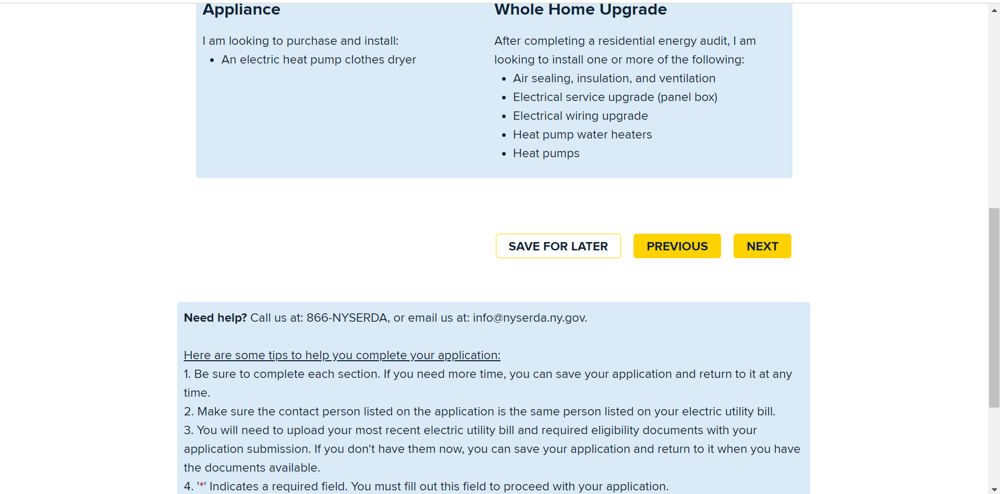 Appliance
I am looking to purchase and install:
• An electric heat pump clothes dryer
Whole Home Upgrade
After completing a residential energy audit, I am
looking to install one or more of the following:
• Air sealing, insulation, and ventilation
• Electrical service upgrade (panel box)
• Electrical wiring upgrade
• Heat pump water heaters
• Heat pumps
SAVE FOR LATER
PREVIOUS
NEXT
Need help? Call us at: 866-NYSERDA, or email us at: info@nyserda.ny.gov.
Here are some tips to help you complete your application:
1. Be sure to complete each section. If you need more time, you can save your application and return to it at any
time.
2. Make sure the contact person listed on the application is the same person listed on your electric utility bill.
3. You will need to upload your most recent electric utility bill and required eligibility documents with your
application submission. If you don't have them now, you can save your application and return to it when you have
the documents available.
4. '*' Indicates a required field. You must fill out this field to proceed with your application.